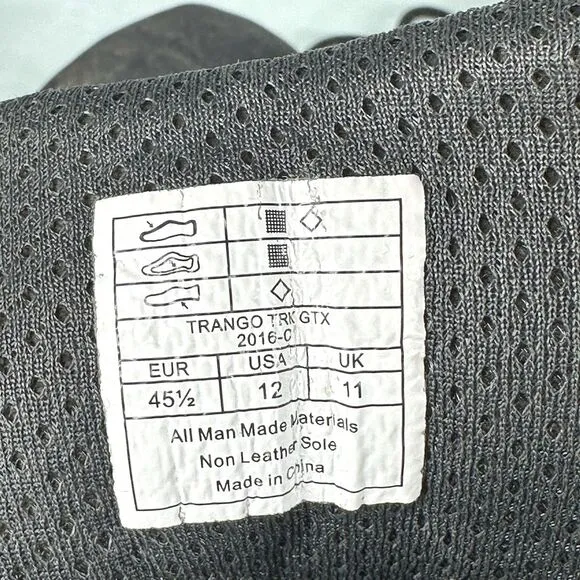 TRANGO TRK GTX
2016-C
EUR USA UK
45½ 12 11
All Man Made Materials
Non Leather Sole
Made in China